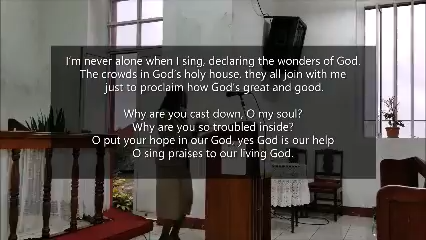 I'm never alone when I sing, declaring the wonders of God.
The crowds in God's holy house, they all join with me
just to proclaim how God's great and good.
Why are you cast down, O my soul?
Why are you so troubled inside?
O put your hope in our God, yes God is our help
O sing praises to our living God.